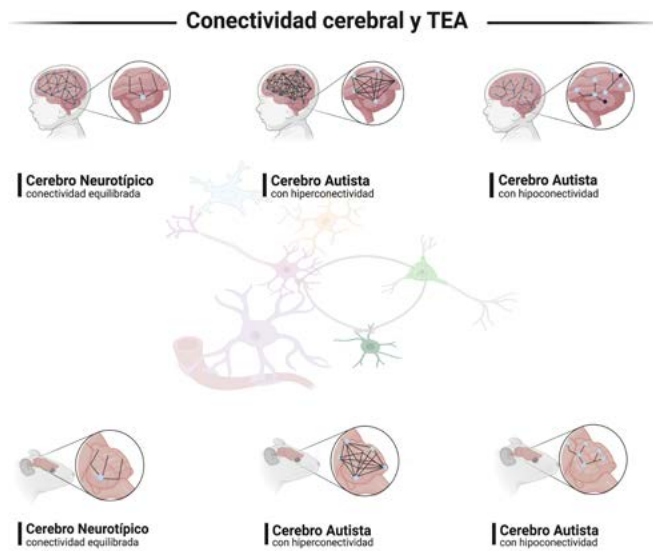 Conectividad cerebral y TEA
Cerebro Neurotípico
conectividad equilibrada
Cerebro Autista
con hiperconectividad
Cerebro Autista
con hipoconectividad
Cerebro Neurotípico
conectividad equilibrada
Cerebro Autista
con hiperconectividad
Cerebro Autista
con hipoconectividad